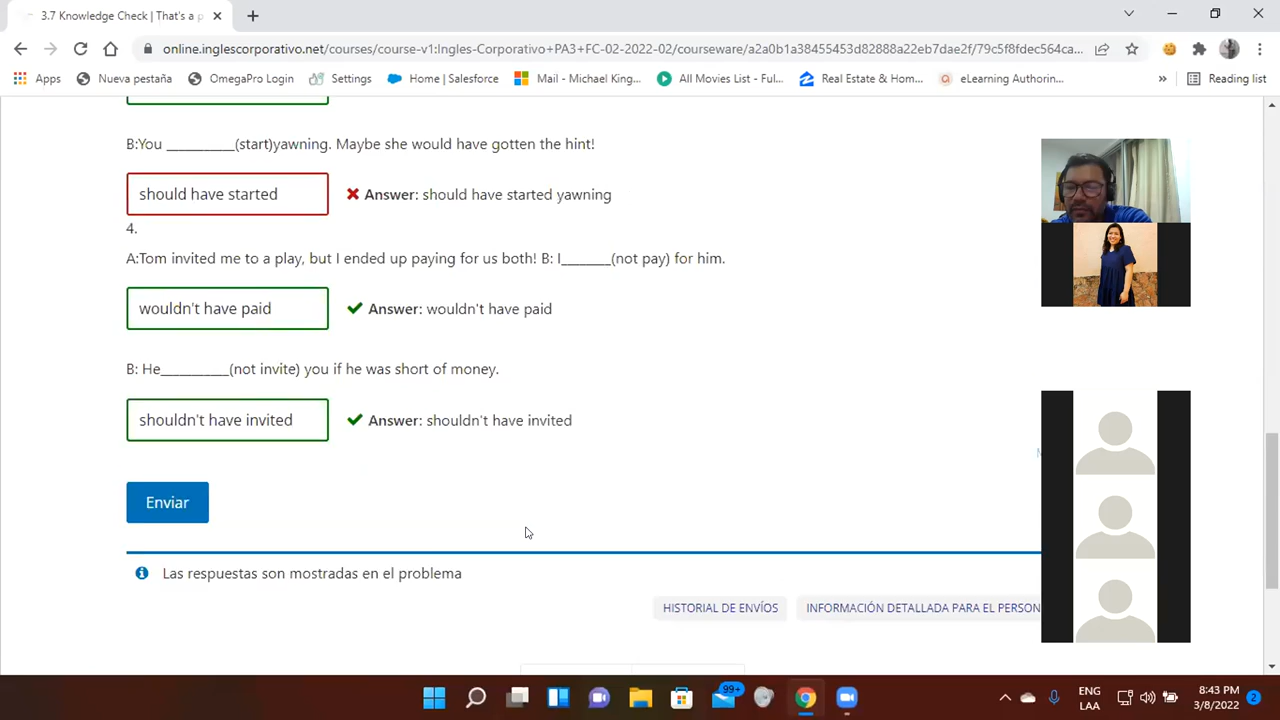 3.7 Knowledge Check | That's a p
online.inglescorporativo.net/courses/course-v1:Ingles-Corporativo+PA3+FC-02-2022-02/courseware/a2a0b1a38455453d82888a22eb7dae2f/79c5f8fdec564ca...
Apps Nueva pestaña OmegaPro Login Settings Home | Salesforce Mail - Michael King... All Movies List - Ful... Real Estate & Hom... eLearning Authorin... » Reading list
B:You ___________(start)yawning. Maybe she would have gotten the hint!
should have started Answer: should have started yawning
4.
A:Tom invited me to a play, but I ended up paying for us both! B: I________(not pay) for him.
wouldn't have paid Answer: wouldn't have paid
B: He___________(not invite) you if he was short of money.
shouldn't have invited Answer: shouldn't have invited
Enviar
Las respuestas son mostradas en el problema
HISTORIAL DE ENVÍOS INFORMACIÓN DETALLADA PARA EL PERSON
99+
ENG
LAA
8:43 PM
3/8/2022
2